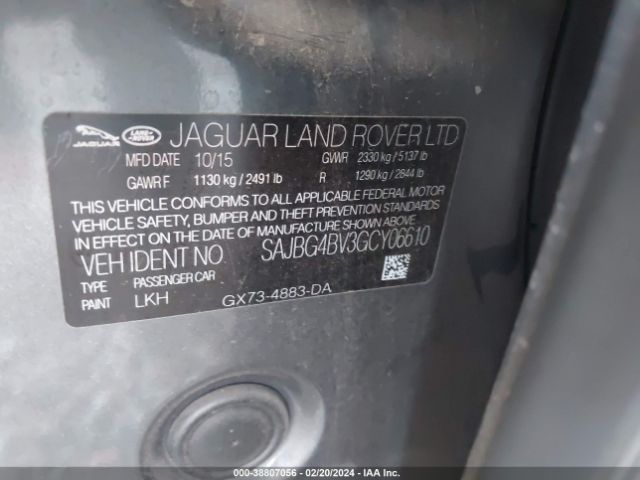 JAGUAR LAND-ROVER JAGUAR LAND ROVER LTD
MFD DATE 10/15 GVWR 2330 kg / 5137 lb
GAWR F 1130 kg / 2491 lb R 1290 kg / 2844 lb
THIS VEHICLE CONFORMS TO ALL APPLICABLE FEDERAL MOTOR
VEHICLE SAFETY, BUMPER AND THEFT PREVENTION STANDARDS
IN EFFECT ON THE DATE OF MANUFACTURE SHOWN ABOVE.
VEH IDENT NO. SAJBG4BV3GCY06610
TYPE PASSENGER CAR
PAINT LKH GX73-4883-DA
000-38807056 - 02/20/2024 - IAA Inc.